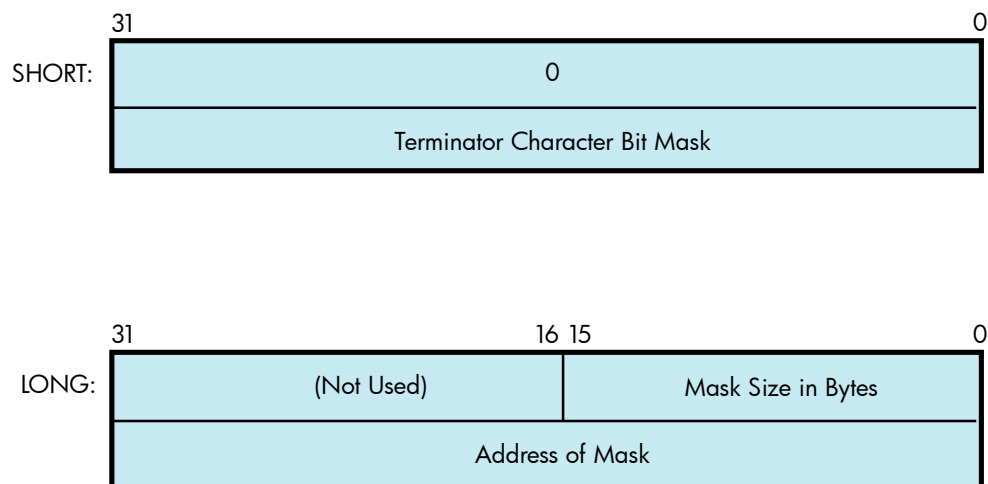 31 0
SHORT: 0
Terminator Character Bit Mask
31 16 15 0
LONG: (Not Used) Mask Size in Bytes
Address of Mask